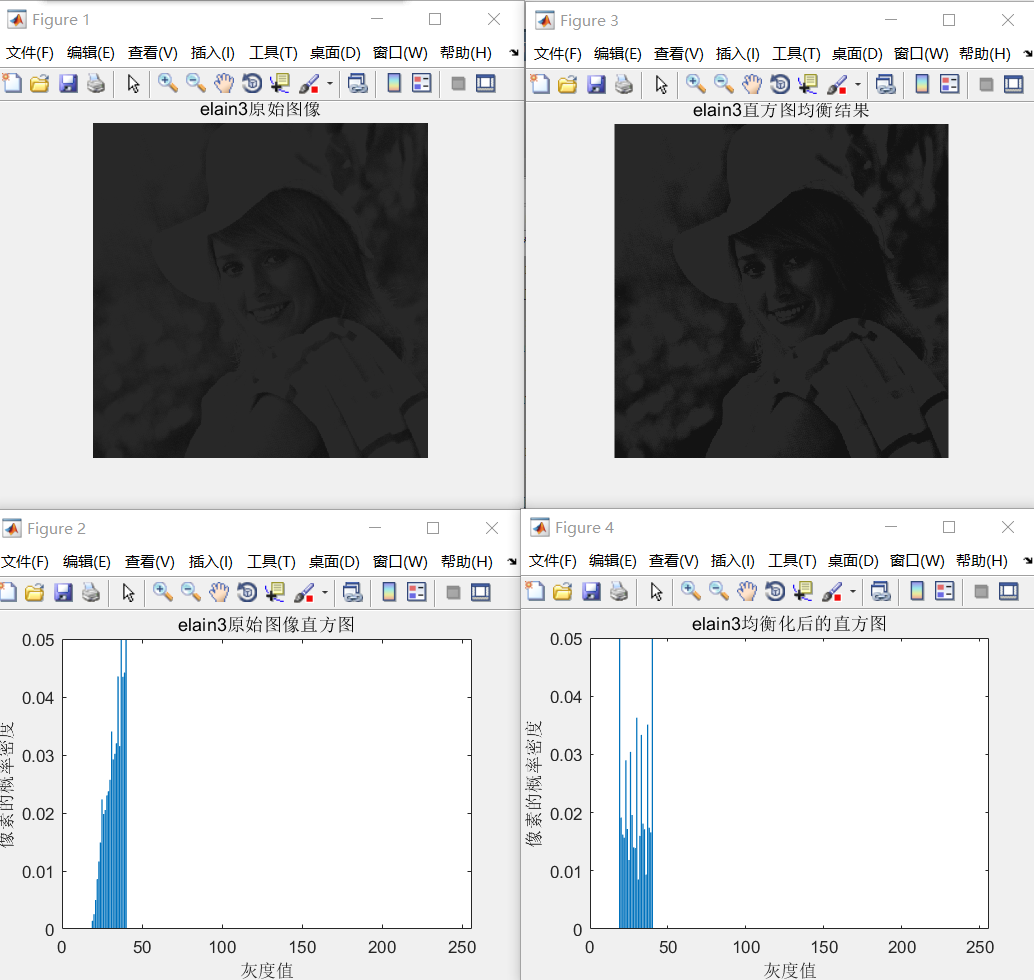 Figure 1
文件(F) 编辑(E) 查看(V) 插入(I) 工具(T) 桌面(D) 窗口(W) 帮助(H)
elain3原始图像
Figure 3
文件(F) 编辑(E) 查看(V) 插入(I) 工具(T) 桌面(D) 窗口(W) 帮助(H)
elain3直方图均衡结果
Figure 2
文件(F) 编辑(E) 查看(V) 插入(I) 工具(T) 桌面(D) 窗口(W) 帮助(H)
elain3原始图像直方图
像素的概率密度
0.05
0.04
0.03
0.02
0.01
0
0 50 100 150 200 250
灰度值
Figure 4
文件(F) 编辑(E) 查看(V) 插入(I) 工具(T) 桌面(D) 窗口(W) 帮助(H)
elain3均衡化后的直方图
像素的概率密度
0.05
0.04
0.03
0.02
0.01
0
0 50 100 150 200 250
灰度值